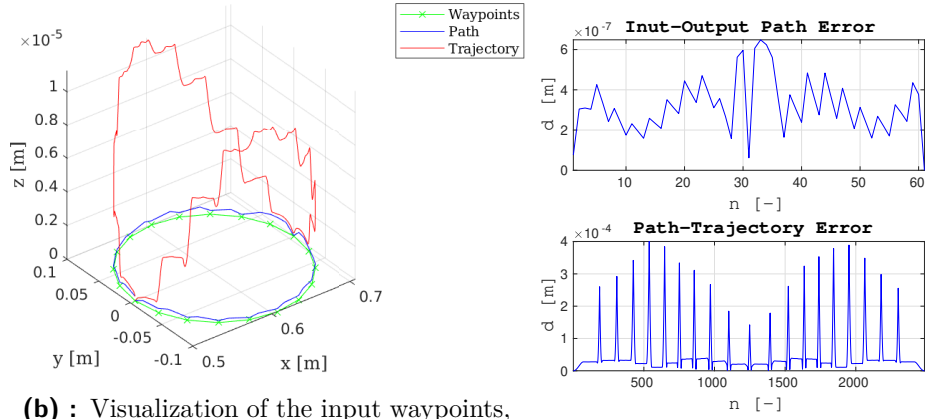 Waypoints
Path
Trajectory
×10-5
1
0.8
0.6
0.4
0.2
0
z [m]
0.1
0.05
0
-0.05
-0.1
y [m]
0.5
0.6
0.7
x [m]
Inut-Output Path Error
×10-7
6
4
2
0
d [m]
10 20 30 40 50 60
n [-]
Path-Trajectory Error
×10-4
4
3
2
1
0
d [m]
500 1000 1500 2000
n [-]
(b) : Visualization of the input waypoints,